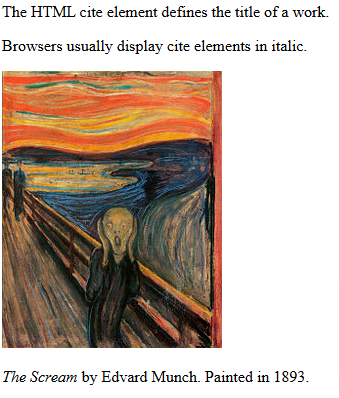 The HTML cite element defines the title of a work.
Browsers usually display cite elements in italic.
The Scream by Edvard Munch. Painted in 1893.